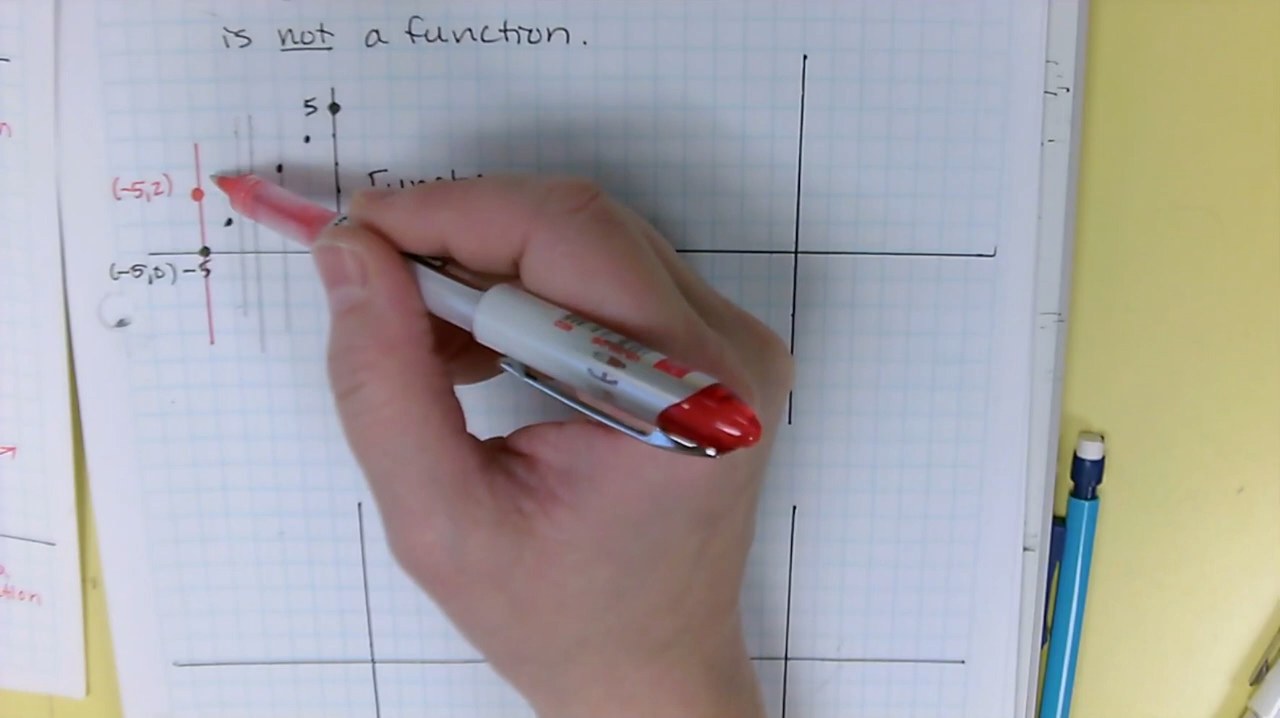 is not a function.
5
(-5,2)
(-5,0) -5